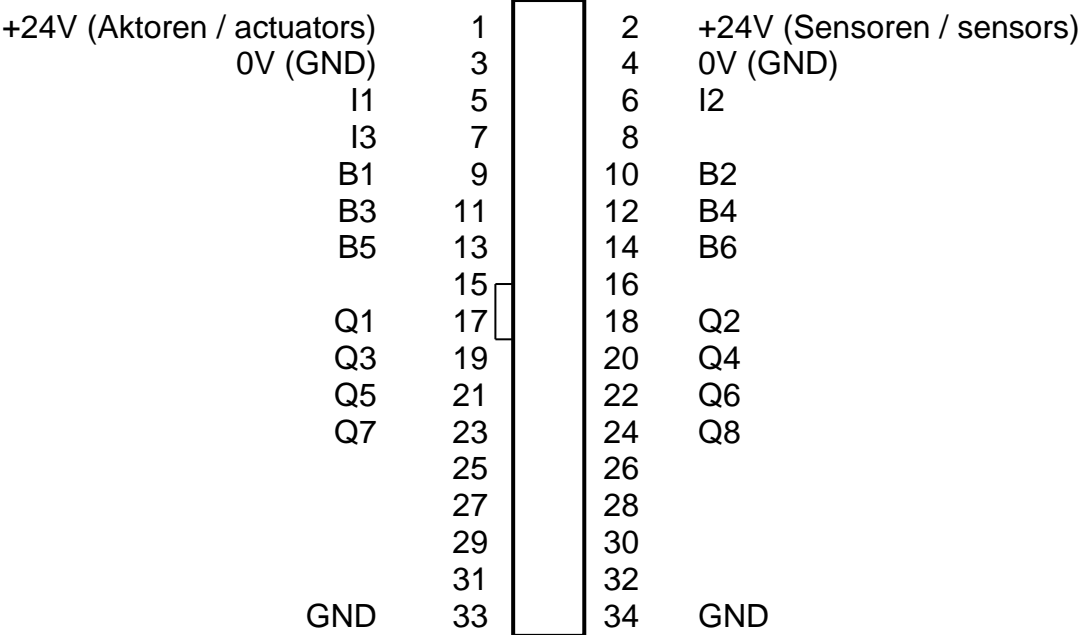 +24V (Aktoren / actuators) 1 2 +24V (Sensoren / sensors)
0V (GND) 3 4 0V (GND)
I1 5 6 I2
I3 7 8
B1 9 10 B2
B3 11 12 B4
B5 13 14 B6
15 16
Q1 17 18 Q2
Q3 19 20 Q4
Q5 21 22 Q6
Q7 23 24 Q8
25 26
27 28
29 30
31 32
GND 33 34 GND